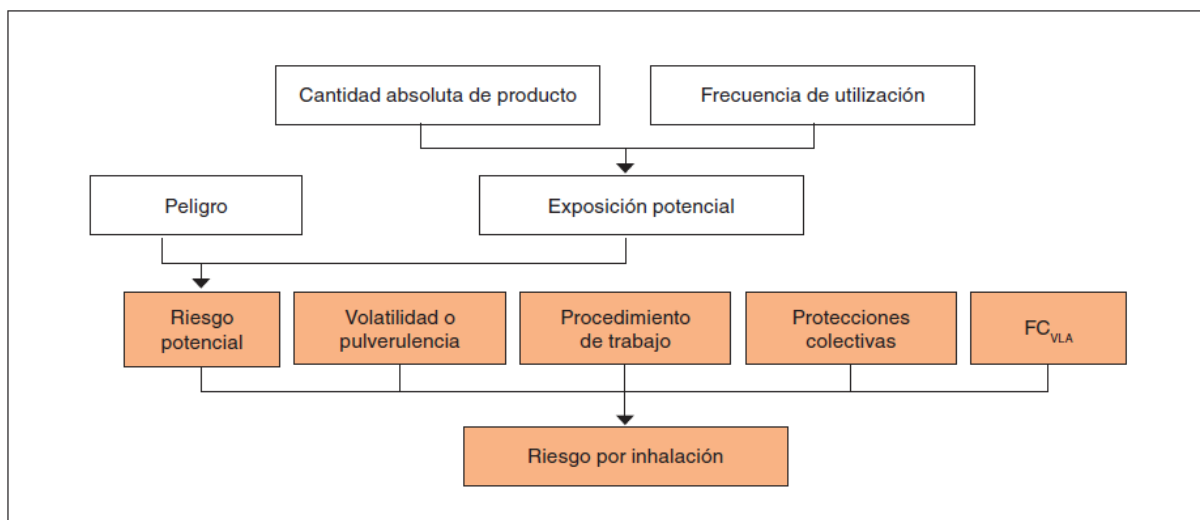 Cantidad absoluta de producto
Frecuencia de utilización
Peligro
Exposición potencial
Riesgo
potencial
Volatilidad o
pulverulencia
Procedimiento
de trabajo
Protecciones
colectivas
FC_VLA
Riesgo por inhalación